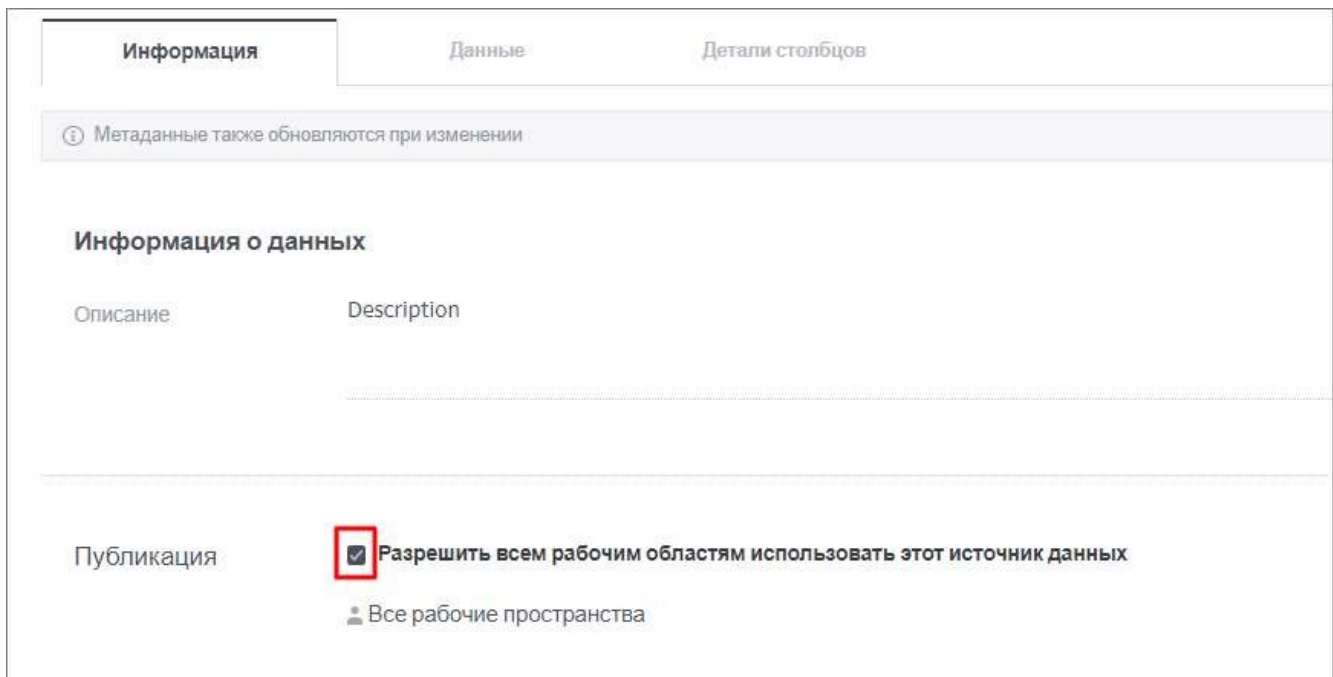 Информация Данные Детали столбцов
Метаданные также обновляются при изменении
Информация о данных
Описание Description
Публикация Разрешить всем рабочим областям использовать этот источник данных
Все рабочие пространства